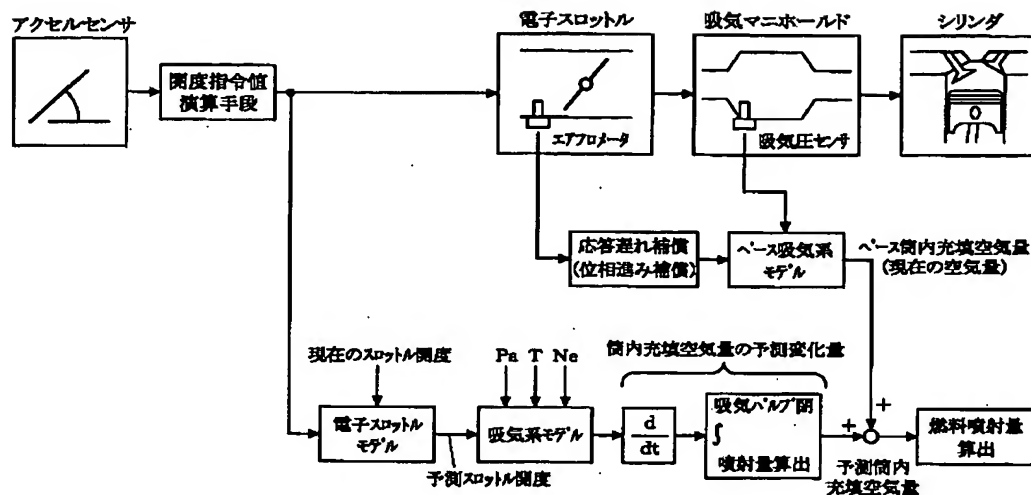 アクセルセンサ
電子スロットル
吸気マニホールド
シリンダ
開度指令値
演算手段
エアフロメータ
吸気圧センサ
応答遅れ補償
(位相進み補償)
ベース吸気系
モデル
ベース筒内充填空気量
(現在の空気量)
現在のスロットル開度
Pa T Ne
筒内充填空気量の予測変化量
電子スロットル
モデル
吸気系モデル
d
dt
吸気バルブ閉
∫
噴射量算出
+
+
燃料噴射量
算出
予測スロットル開度
予測筒内
充填空気量